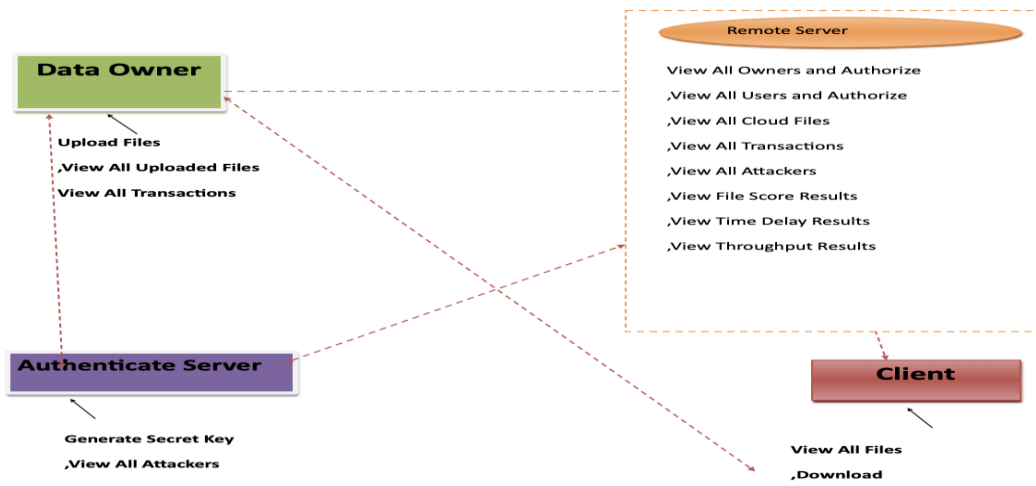 Remote Server
Data Owner
View All Owners and Authorize
,View All Users and Authorize
,View All Cloud Files
,View All Transactions
,View All Attackers
,View File Score Results
,View Time Delay Results
,View Throughput Results
Upload Files
,View All Uploaded Files
View All Transactions
Authenticate Server
Client
Generate Secret Key
,View All Attackers
View All Files
,Download